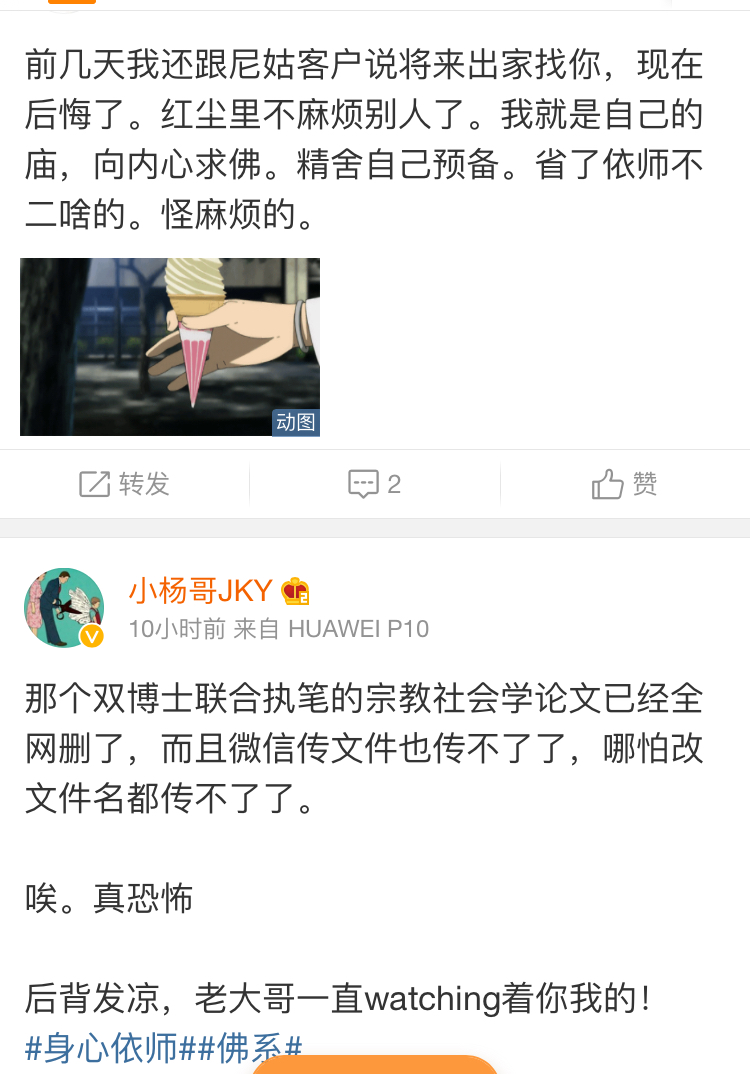 前几天我还跟尼姑客户说将来出家找你，现在
后悔了。红尘里不麻烦别人了。我就是自己的
庙，向内心求佛。精舍自己预备。省了依师不
二啥的。怪麻烦的。
动图
转发
2
赞
小杨哥JKY
10小时前 来自 HUAWEI P10
那个双博士联合执笔的宗教社会学论文已经全
网删了，而且微信传文件也传不了了，哪怕改
文件名都传不了了。
唉。真恐怖
后背发凉，老大哥一直watching着你我的！
#身心依师##佛系#